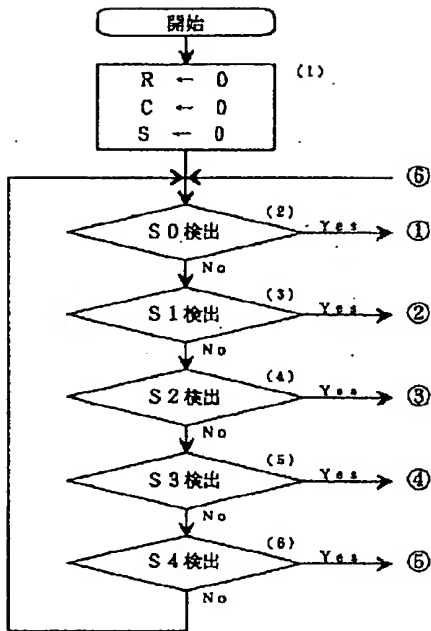 開始
(1)
R ← 0
C ← 0
S ← 0
⑥
(2)
S0検出 Yes ①
No
(3)
S1検出 Yes ②
No
(4)
S2検出 Yes ③
No
(5)
S3検出 Yes ④
No
(6)
S4検出 Yes ⑤
No